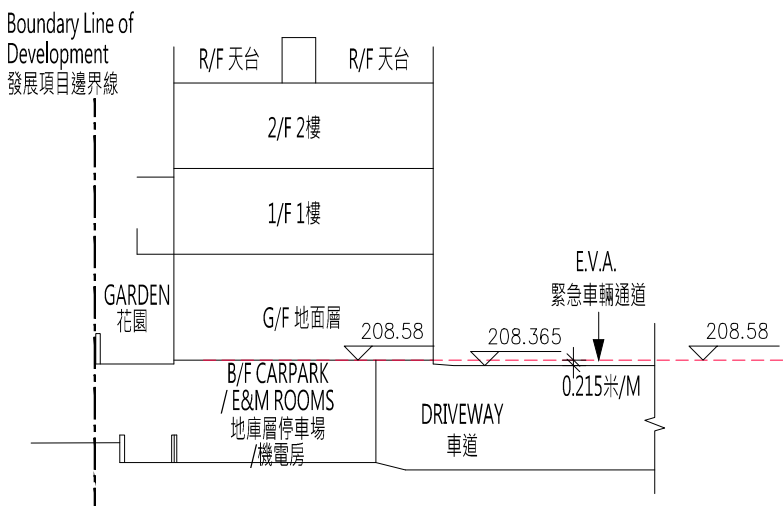 Boundary Line of
Development
發展項目邊界線
R/F 天台
R/F 天台
2/F 2樓
1/F 1樓
GARDEN
花園
G/F 地面層
208.58
208.365
E.V.A.
緊急車輛通道
208.58
0.215米/M
B/F CARPARK
/ E&M ROOMS
地庫層停車場
/機電房
DRIVEWAY
車道